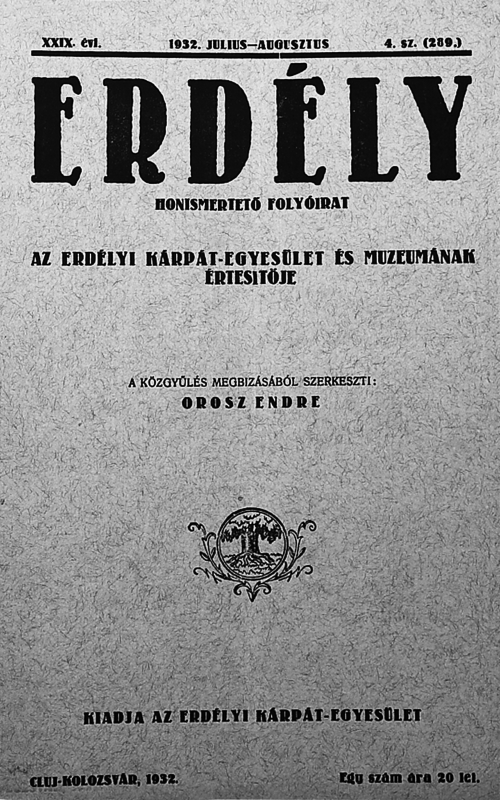 XXIX. évf. 1932. JULIUS—AUGUSZTUS 4. sz. (289.)
ERDÉLY
HONISMERTETŐ FOLYÓIRAT
AZ ERDÉLYI KÁRPÁT-EGYESÜLET ÉS MUZEUMÁNAK
ÉRTESITŐJE
A KÖZGYŰLÉS MEGBIZÁSÁBÓL SZERKESZTI:
OROSZ ENDRE
KIADJA AZ ERDÉLYI KÁRPÁT-EGYESÜLET
CLUJ-KOLOZSVÁR, 1932. Egy szám ára 20 lei.